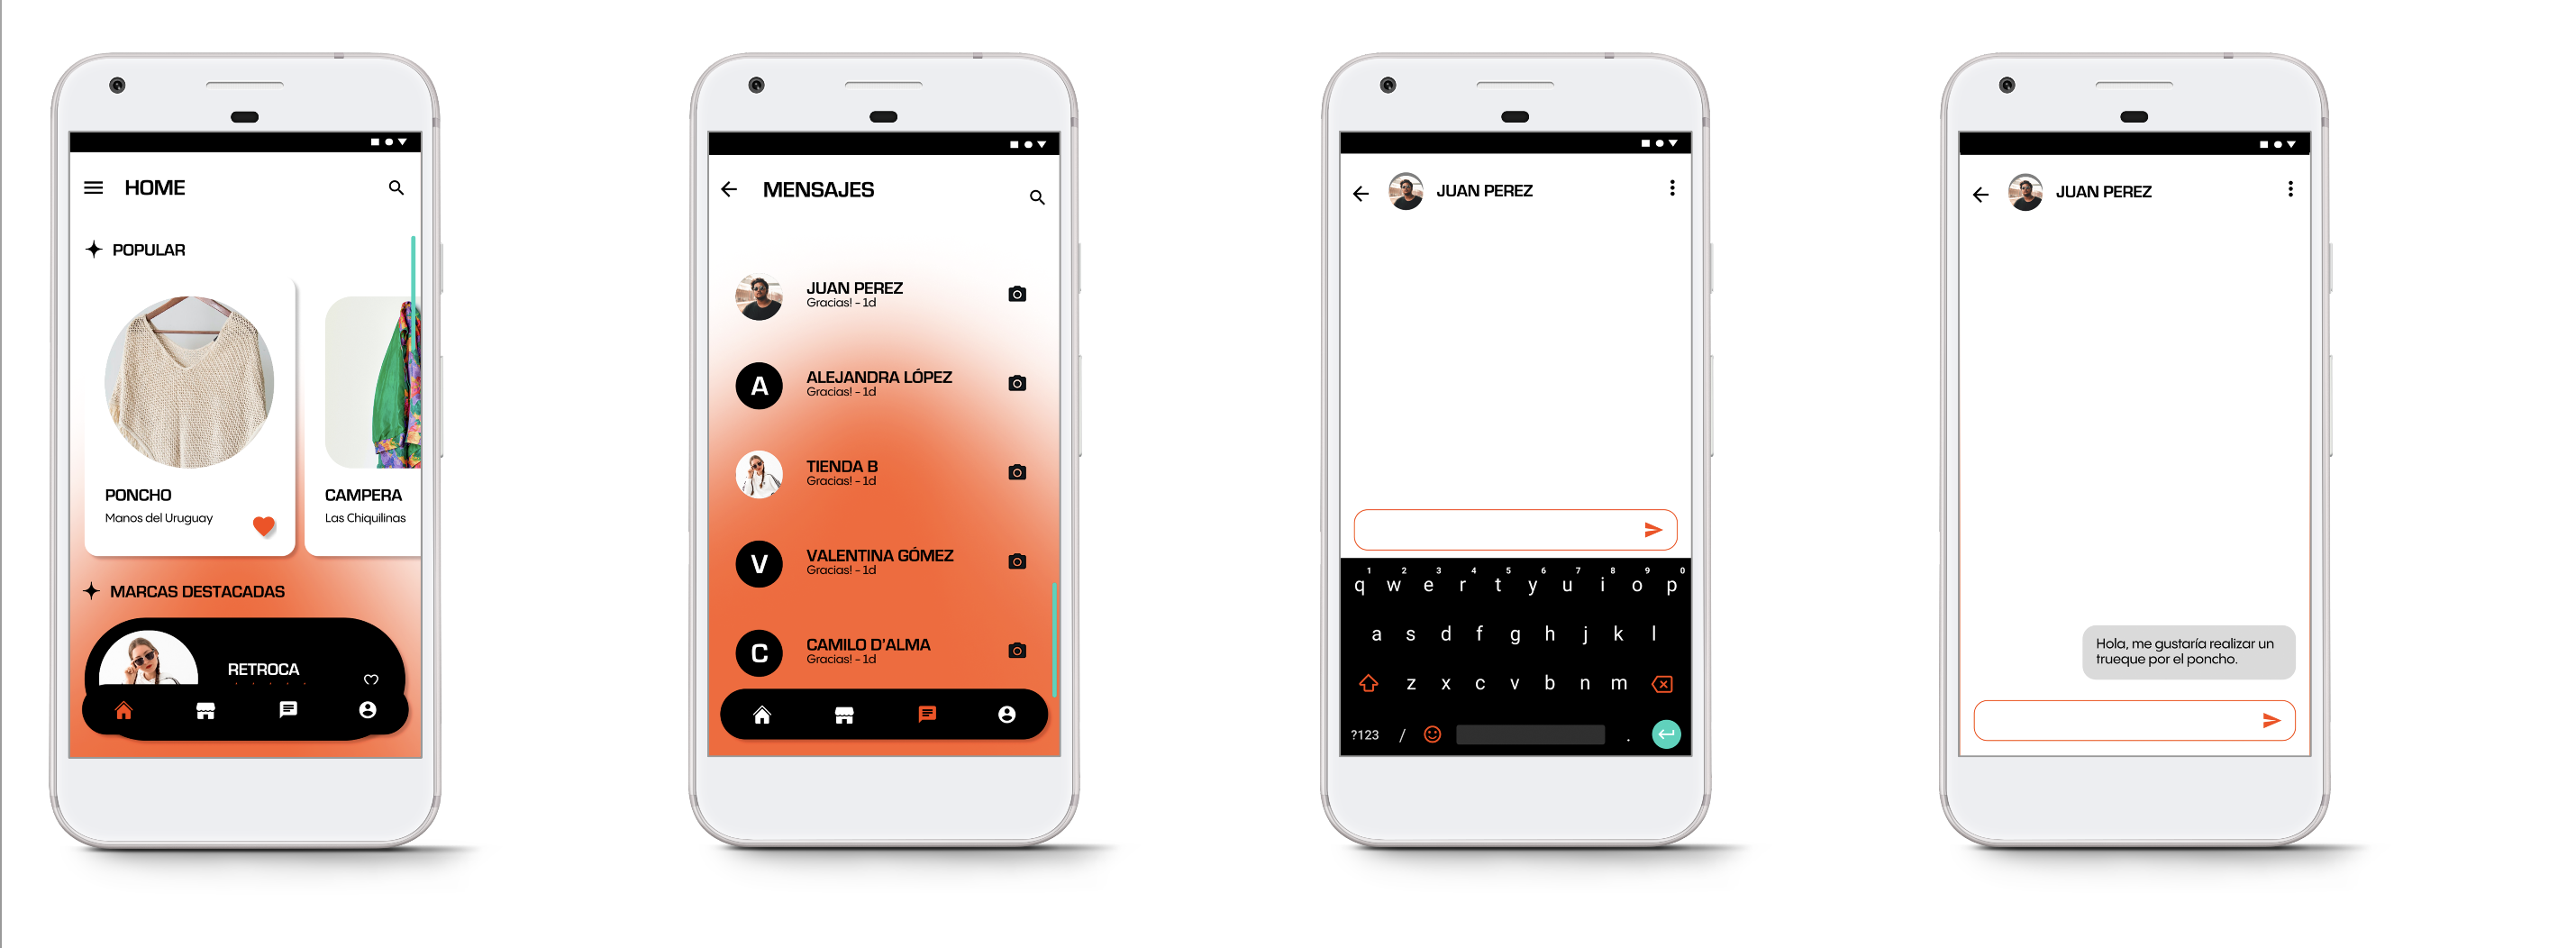 HOME
POPULAR
PONCHO
Manos del Uruguay
CAMPERA
Las Chiquilinas
MARCAS DESTACADAS
RETROCA
MENSAJES
JUAN PEREZ
Gracias! - 1d
A
ALEJANDRA LÓPEZ
Gracias! - 1d
TIENDA B
Gracias! - 1d
V
VALENTINA GÓMEZ
Gracias! - 1d
C
CAMILO D'ALMA
Gracias! - 1d
JUAN PEREZ
1 2 3 4 5 6 7 8 9 0
q w e r t y u i o p
a s d f g h j k l
z x c v b n m
?123 / .
JUAN PEREZ
Hola, me gustaría realizar un
trueque por el poncho.